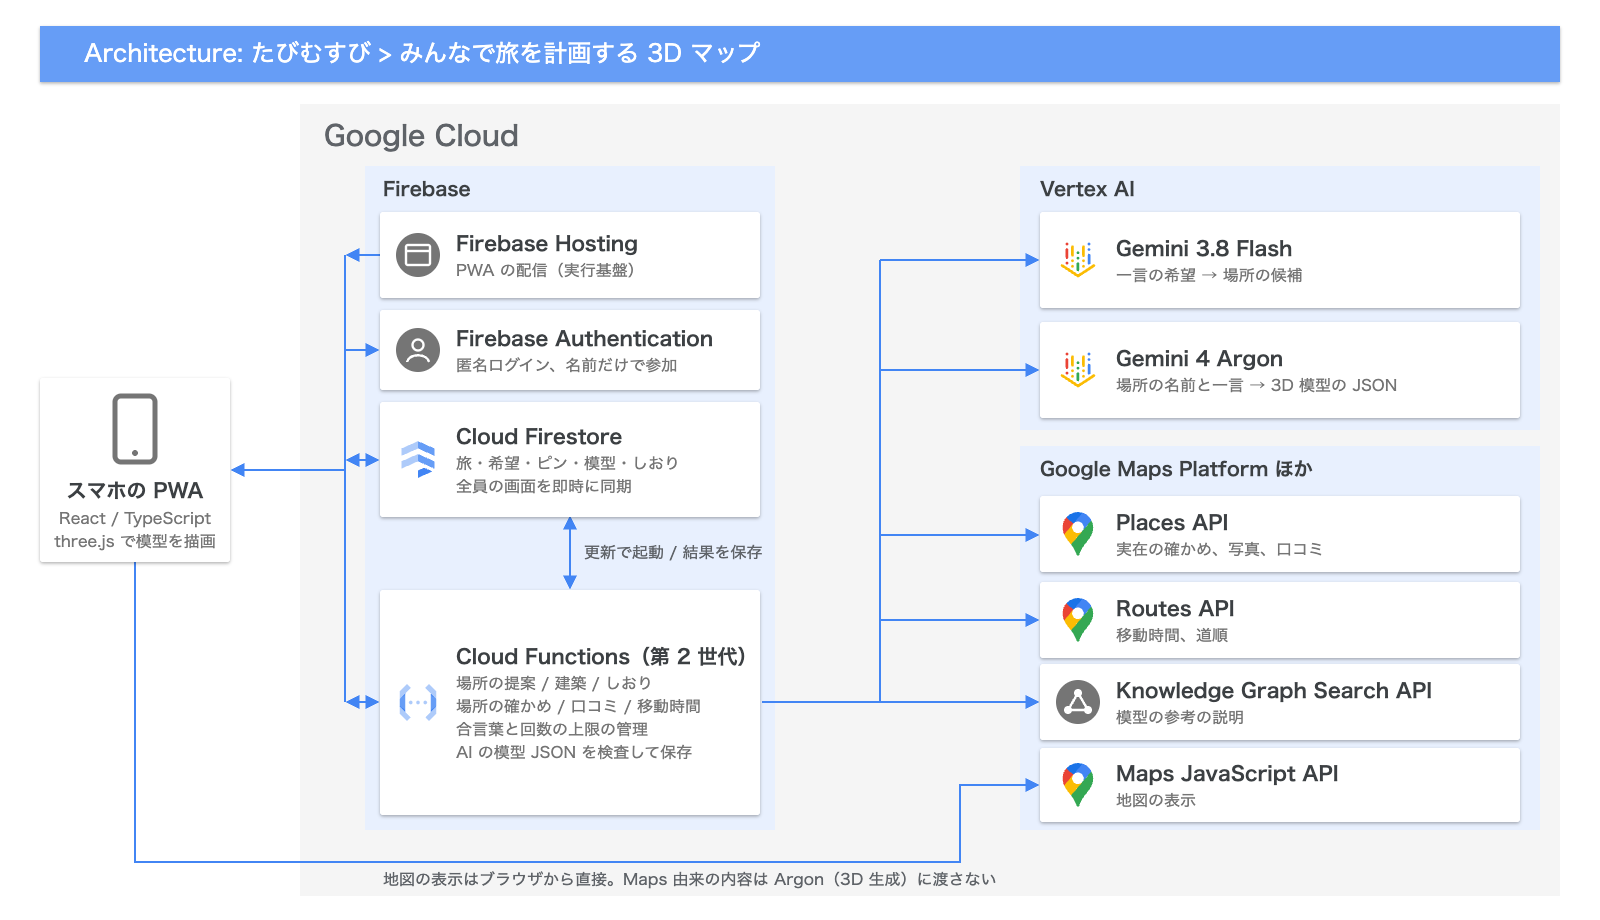 Architecture: たびむすび > みんなで旅を計画する 3D マップ
Google Cloud
Firebase
Firebase Hosting
PWA の配信（実行基盤）
Firebase Authentication
匿名ログイン、名前だけで参加
Cloud Firestore
旅・希望・ピン・模型・しおり
全員の画面を即時に同期
更新で起動 / 結果を保存
Cloud Functions（第 2 世代）
場所の提案 / 建築 / しおり
場所の確かめ / 口コミ / 移動時間
合言葉と回数の上限の管理
AI の模型 JSON を検査して保存
スマホの PWA
React / TypeScript
three.js で模型を描画
Vertex AI
Gemini 3.8 Flash
一言の希望 → 場所の候補
Gemini 4 Argon
場所の名前と一言 → 3D 模型の JSON
Google Maps Platform ほか
Places API
実在の確かめ、写真、口コミ
Routes API
移動時間、道順
Knowledge Graph Search API
模型の参考の説明
Maps JavaScript API
地図の表示
地図の表示はブラウザから直接。Maps 由来の内容は Argon（3D 生成）に渡さない